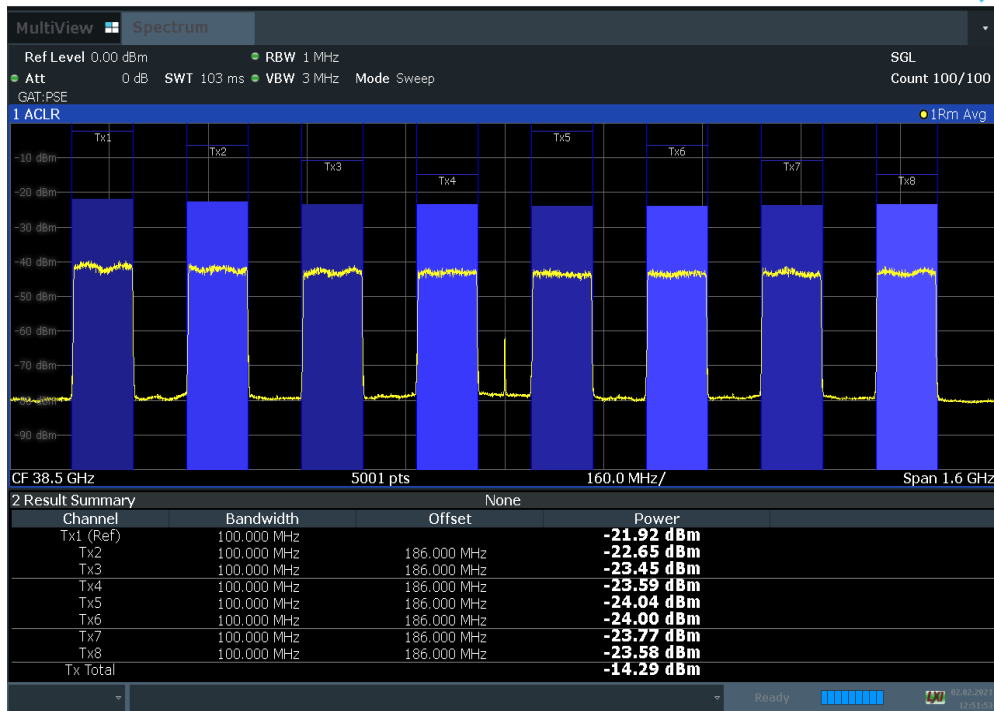 MultiView Spectrum
Ref Level 0.00 dBm RBW 1 MHz SGL
Att 0 dB SWT 103 ms VBW 3 MHz Mode Sweep Count 100/100
GAT:PSE
1 ACLR 1Rm Avg
Tx1 Tx5
Tx2 Tx6
-10 dBm
Tx3 Tx7
Tx4 Tx8
-20 dBm
-30 dBm
-40 dBm
-50 dBm
-60 dBm
-70 dBm
-80 dBm
-90 dBm
CF 38.5 GHz 5001 pts 160.0 MHz/ Span 1.6 GHz
2 Result Summary None
Channel Bandwidth Offset Power
Tx1 (Ref) 100.000 MHz -21.92 dBm
Tx2 100.000 MHz 186.000 MHz -22.65 dBm
Tx3 100.000 MHz 186.000 MHz -23.45 dBm
Tx4 100.000 MHz 186.000 MHz -23.59 dBm
Tx5 100.000 MHz 186.000 MHz -24.04 dBm
Tx6 100.000 MHz 186.000 MHz -24.00 dBm
Tx7 100.000 MHz 186.000 MHz -23.77 dBm
Tx8 100.000 MHz 186.000 MHz -23.58 dBm
Tx Total -14.29 dBm
Ready 02.02.2021
12:51:53